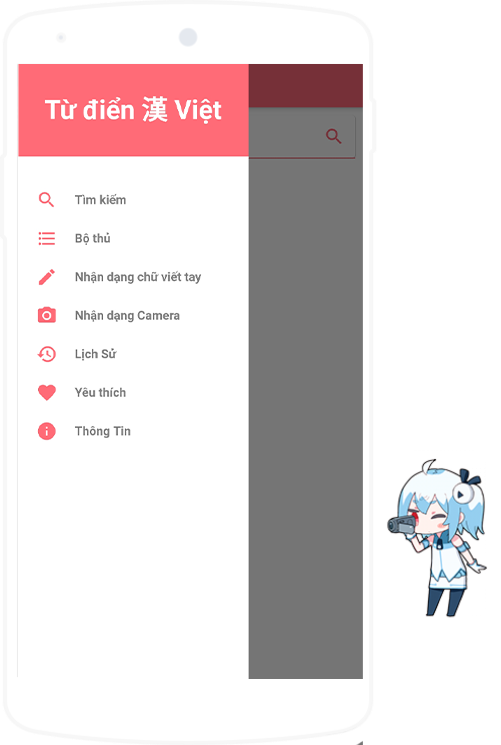 Từ điển 漢 Việt
Tìm kiếm
Bộ thủ
Nhận dạng chữ viết tay
Nhận dạng Camera
Lịch Sử
Yêu thích
Thông Tin